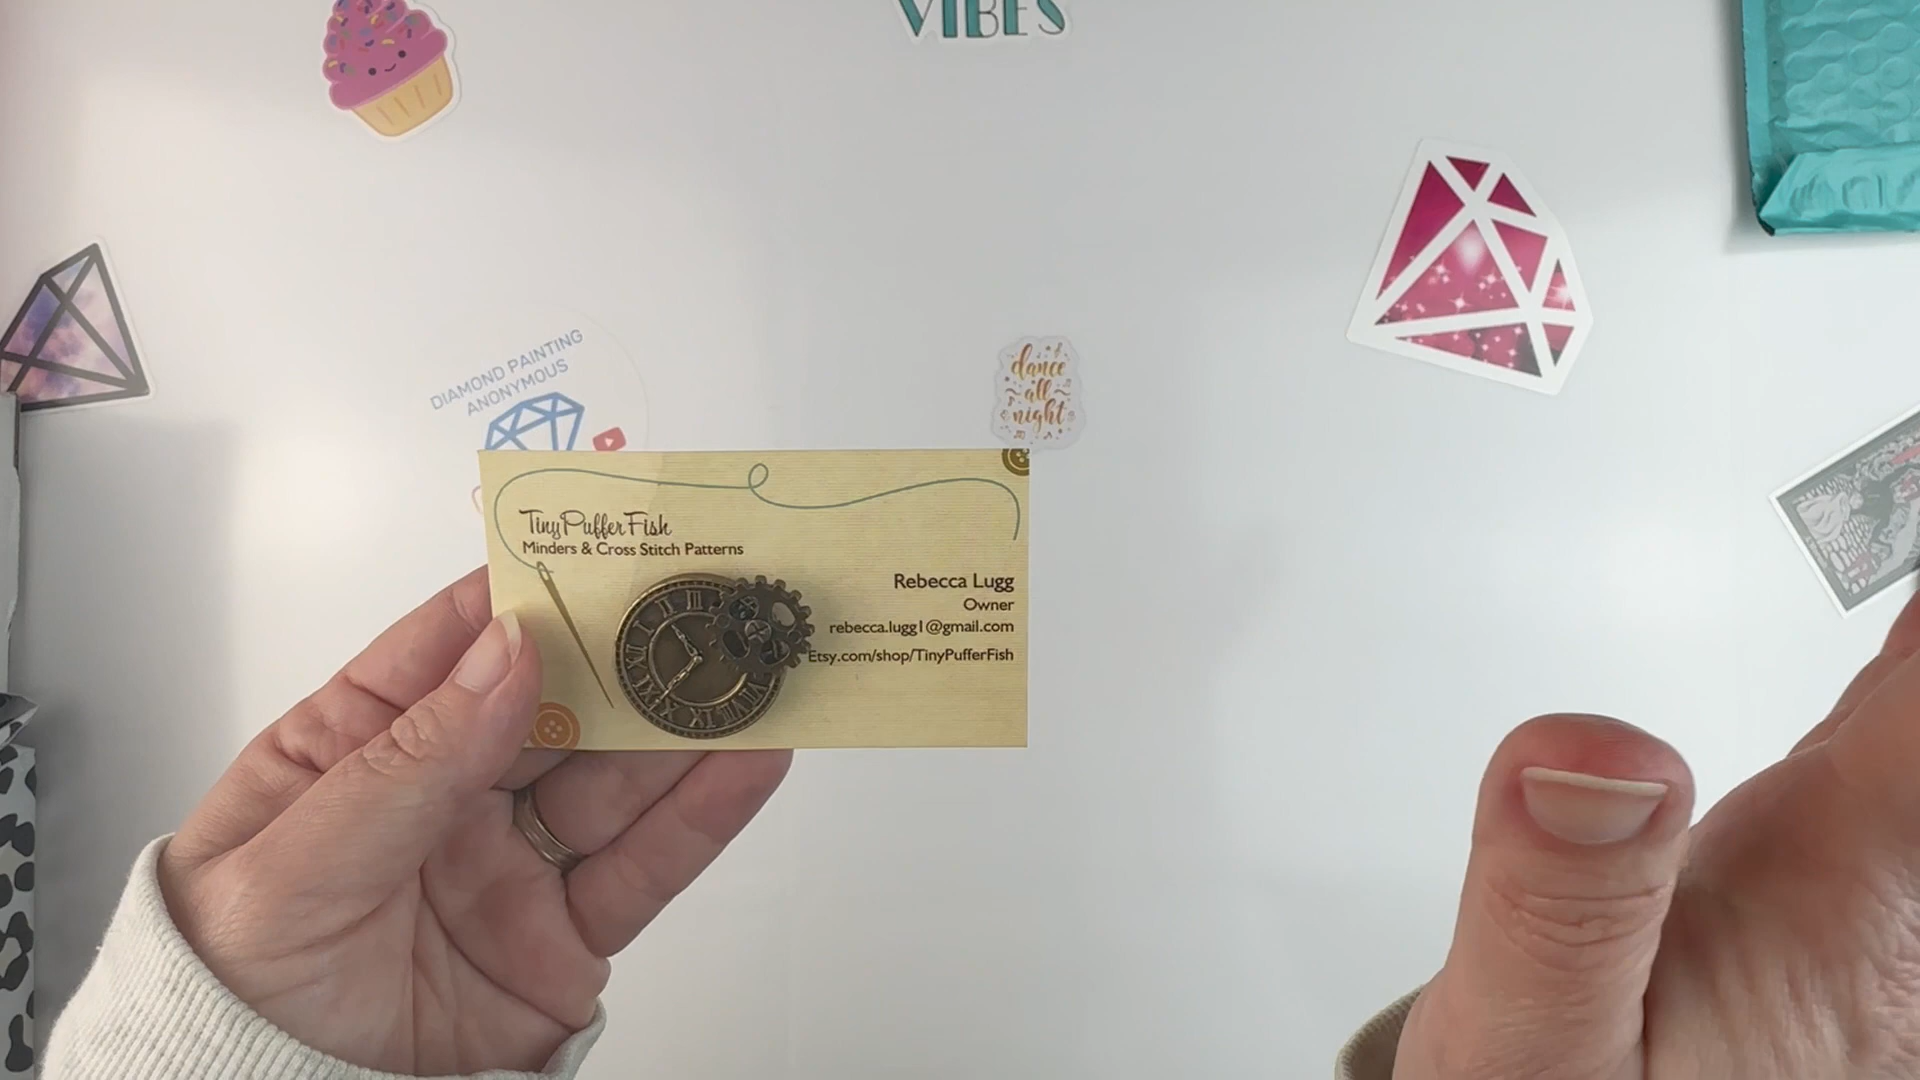 VIBES
DIAMOND PAINTING
ANONYMOUS
dance
all
night
TinyPufferFish
Minders & Cross Stitch Patterns
Rebecca Lugg
Owner
rebecca.lugg1@gmail.com
Etsy.com/shop/TinyPufferFish